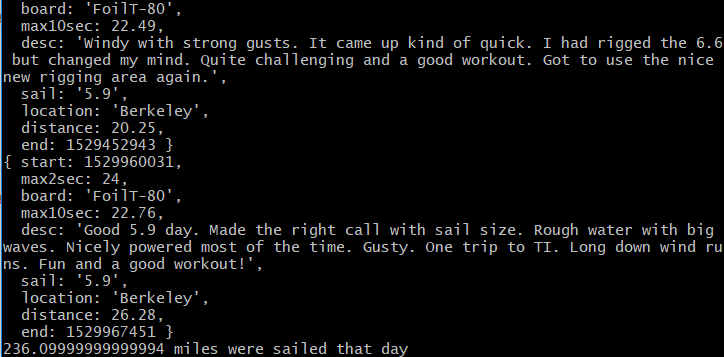 board: 'FoilT-80',
  max10sec: 22.49,
  desc: 'Windy with strong gusts. It came up kind of quick. I had rigged the 6.6
 but changed my mind. Quite challenging and a good workout. Got to use the nice
new rigging area again.',
  sail: '5.9',
  location: 'Berkeley',
  distance: 20.25,
  end: 1529452943 }
{ start: 1529960031,
  max2sec: 24,
  board: 'FoilT-80',
  max10sec: 22.76,
  desc: 'Good 5.9 day. Made the right call with sail size. Rough water with big
waves. Nicely powered most of the time. Gusty. One trip to TI. Long down wind ru
ns. Fun and a good workout!',
  sail: '5.9',
  location: 'Berkeley',
  distance: 26.28,
  end: 1529967451 }
236.09999999999994 miles were sailed that day